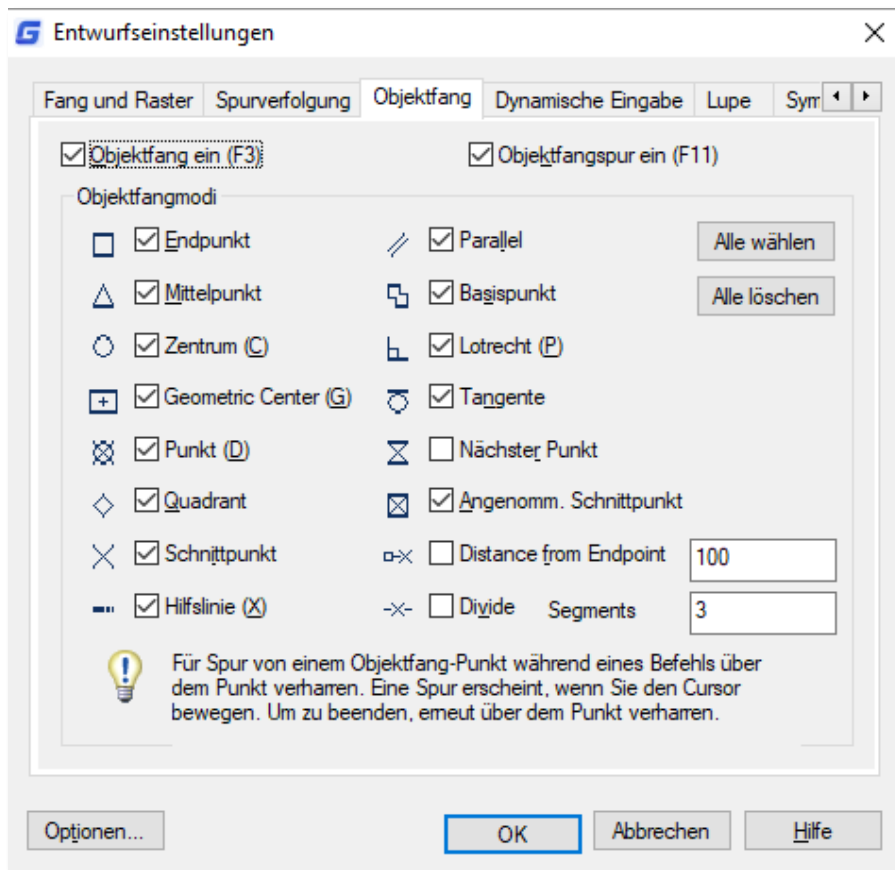 Entwurfseinstellungen
Fang und Raster Spurverfolgung Objektfang Dynamische Eingabe Lupe Sym
Objektfang ein (F3) Objektfangspur ein (F11)
Objektfangmodi
Endpunkt Parallel Alle wählen
Mittelpunkt Basispunkt Alle löschen
Zentrum (C) Lotrecht (P)
Geometric Center (G) Tangente
Punkt (D) Nächster Punkt
Quadrant Angenomm. Schnittpunkt
Schnittpunkt Distance from Endpoint 100
Hilfslinie (X) Divide Segments 3
Für Spur von einem Objektfang-Punkt während eines Befehls über
dem Punkt verharren. Eine Spur erscheint, wenn Sie den Cursor
bewegen. Um zu beenden, erneut über dem Punkt verharren.
Optionen... OK Abbrechen Hilfe